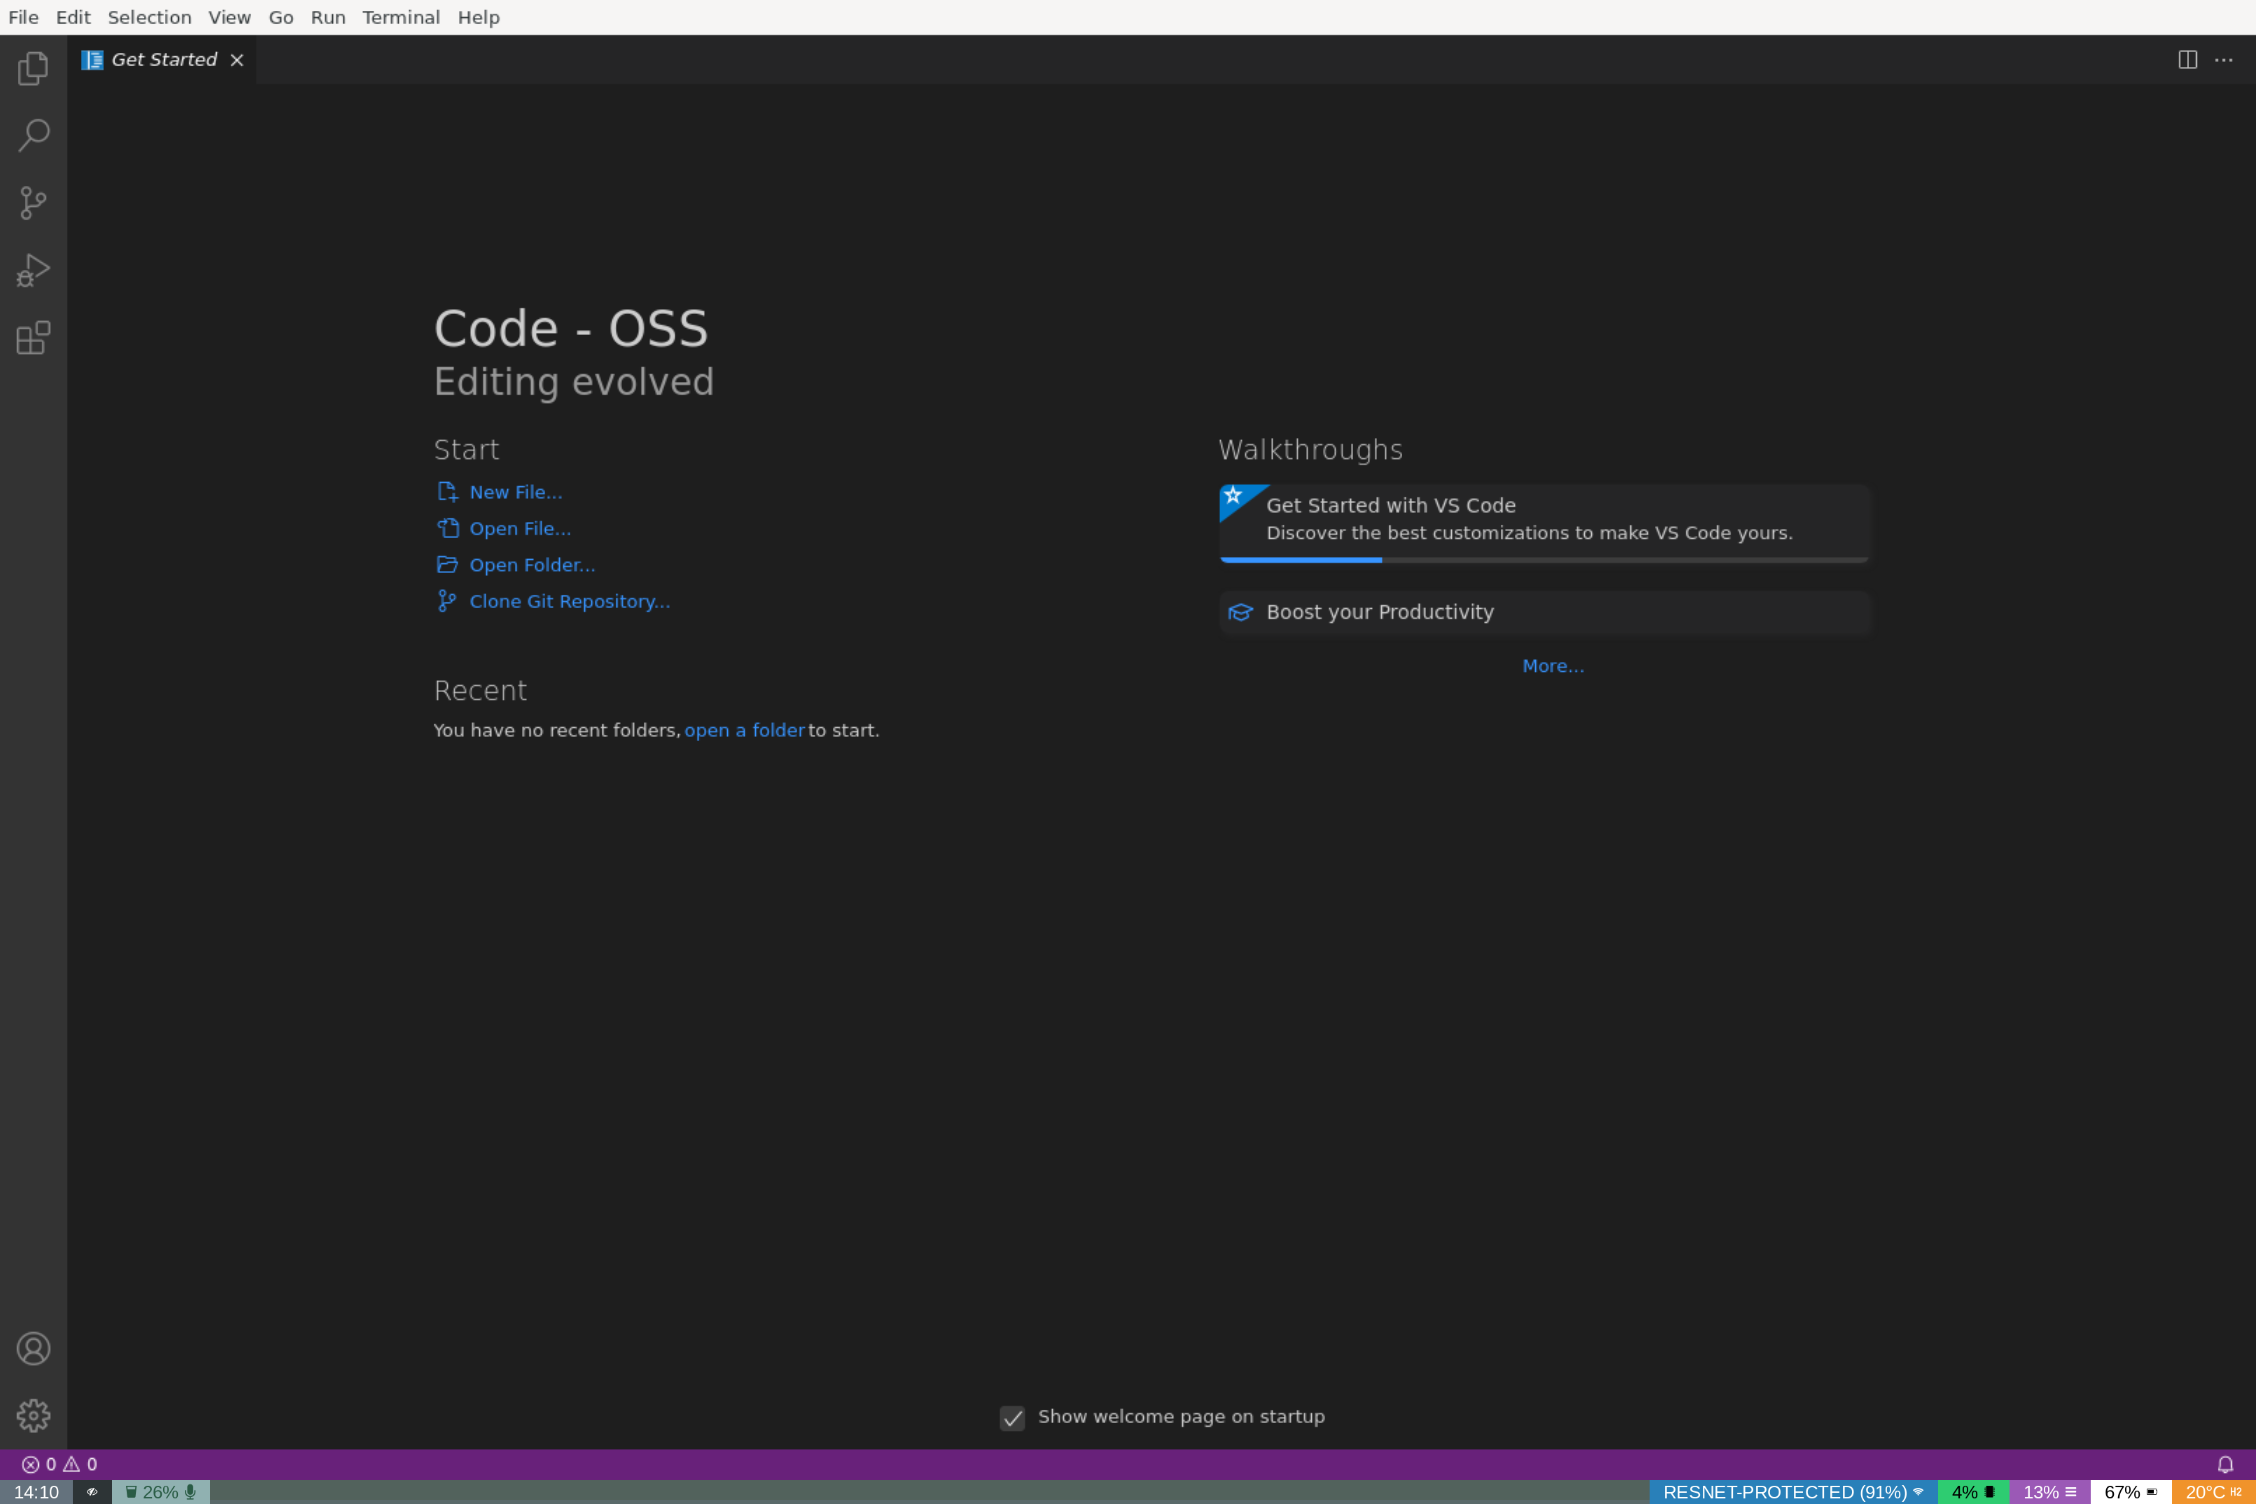 File Edit Selection View Go Run Terminal Help
Get Started
Code - OSS
Editing evolved
Start
New File...
Open File...
Open Folder...
Clone Git Repository...
Recent
You have no recent folders, open a folder to start.
Walkthroughs
Get Started with VS Code
Discover the best customizations to make VS Code yours.
Boost your Productivity
More...
Show welcome page on startup
0 0
14:10 26% RESNET-PROTECTED (91%) 4% 13% 67% 20°C